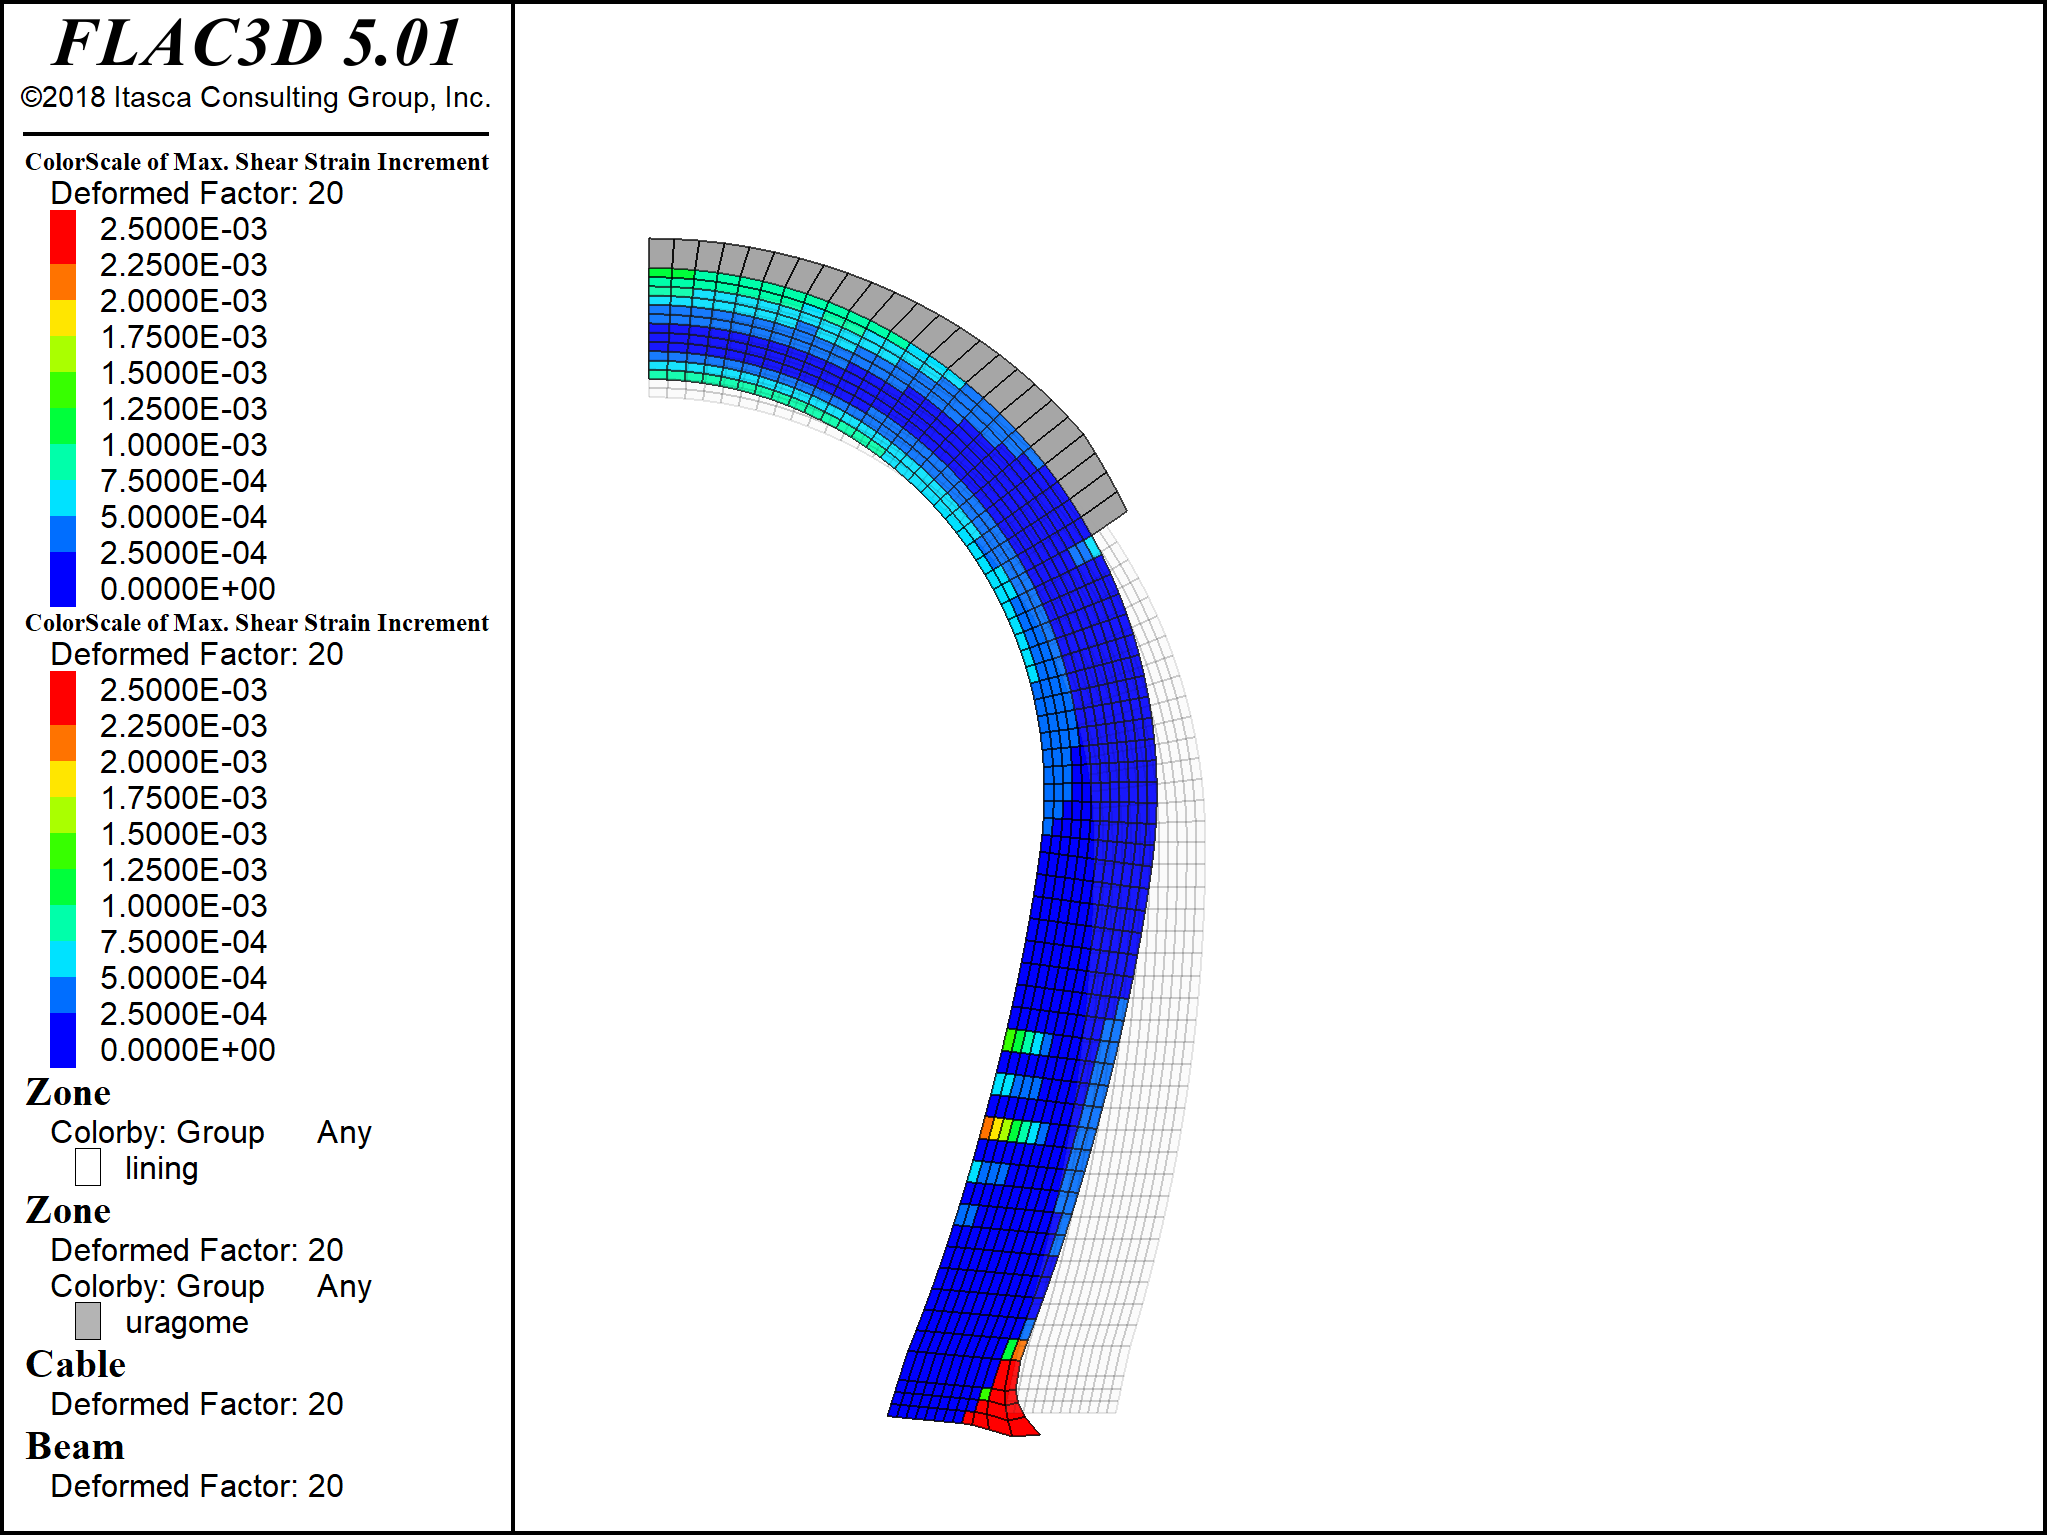 FLAC3D 5.01
©2018 Itasca Consulting Group, Inc.
ColorScale of Max. Shear Strain Increment
Deformed Factor: 20
2.5000E-03
2.2500E-03
2.0000E-03
1.7500E-03
1.5000E-03
1.2500E-03
1.0000E-03
7.5000E-04
5.0000E-04
2.5000E-04
0.0000E+00
ColorScale of Max. Shear Strain Increment
Deformed Factor: 20
2.5000E-03
2.2500E-03
2.0000E-03
1.7500E-03
1.5000E-03
1.2500E-03
1.0000E-03
7.5000E-04
5.0000E-04
2.5000E-04
0.0000E+00
Zone
Colorby: Group Any
lining
Zone
Deformed Factor: 20
Colorby: Group Any
uragome
Cable
Deformed Factor: 20
Beam
Deformed Factor: 20